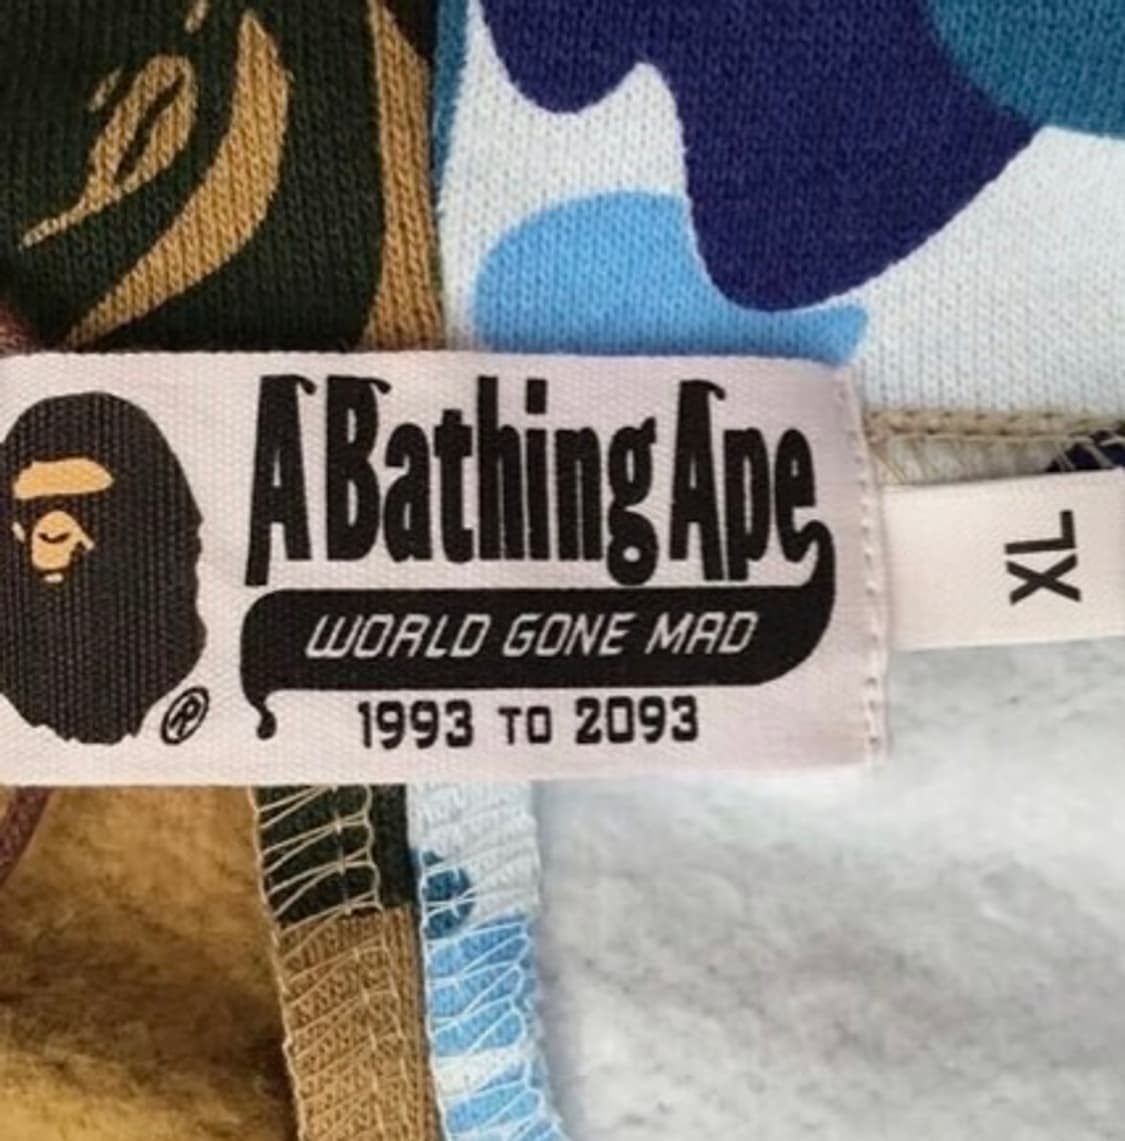 A Bathing Ape
WORLD GONE MAD
1993 TO 2093
®
XL